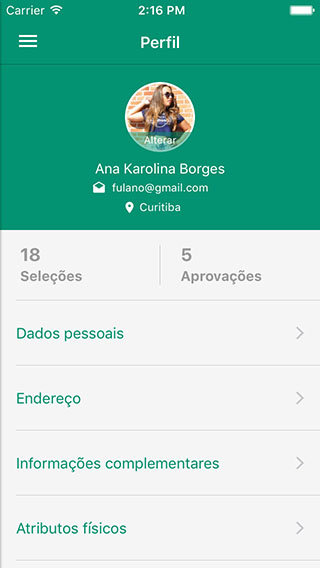 Carrier 2:16 PM
Perfil
Alterar
Ana Karolina Borges
fulano@gmail.com
Curitiba
18 5
Seleções Aprovações
Dados pessoais
Endereço
Informações complementares
Atributos físicos